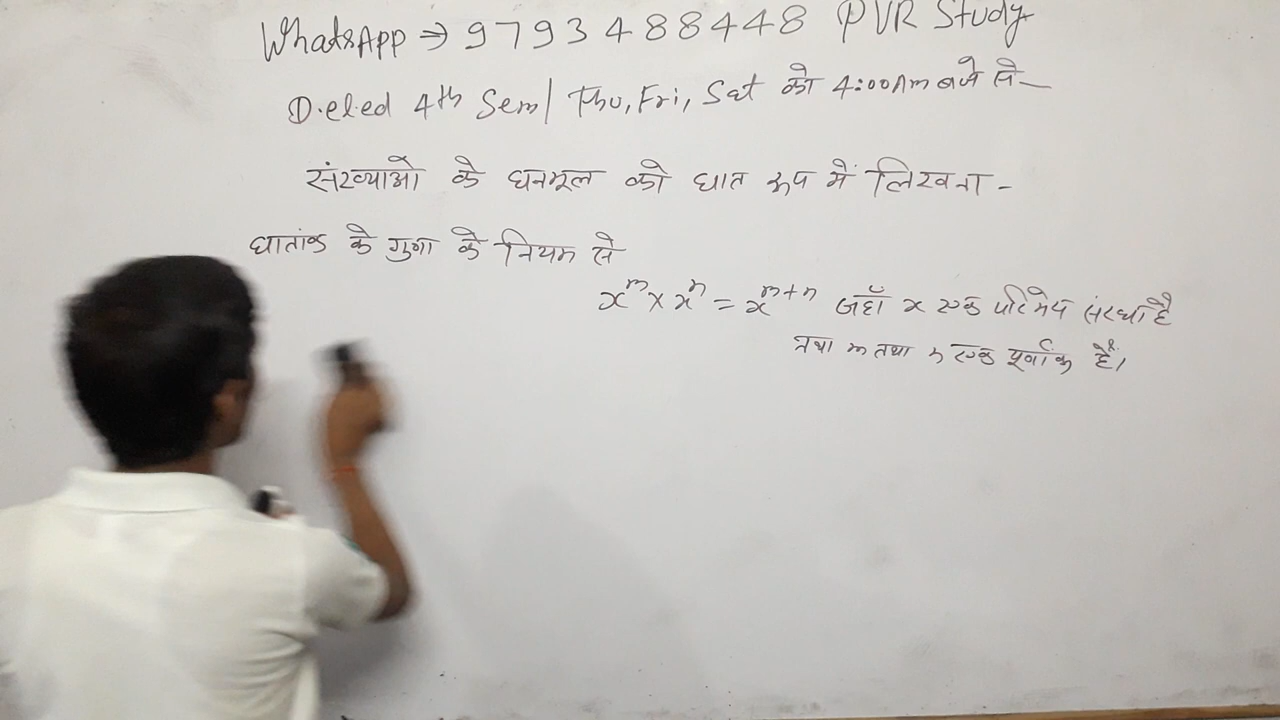 WhatsApp ⇒ 9793488448 PVR Study
D.el.ed 4th Sem/ Thu, Fri, Sat को 4:00Am बजे से—
संख्याओ के घनमूल को घात रूप में लिखना -
घातांक के गुणा के नियम से
x^m × x^n = x^{m+n} जहाँ x एक परिमेय संख्या है
तथा m तथा n एक पूर्णांक है।